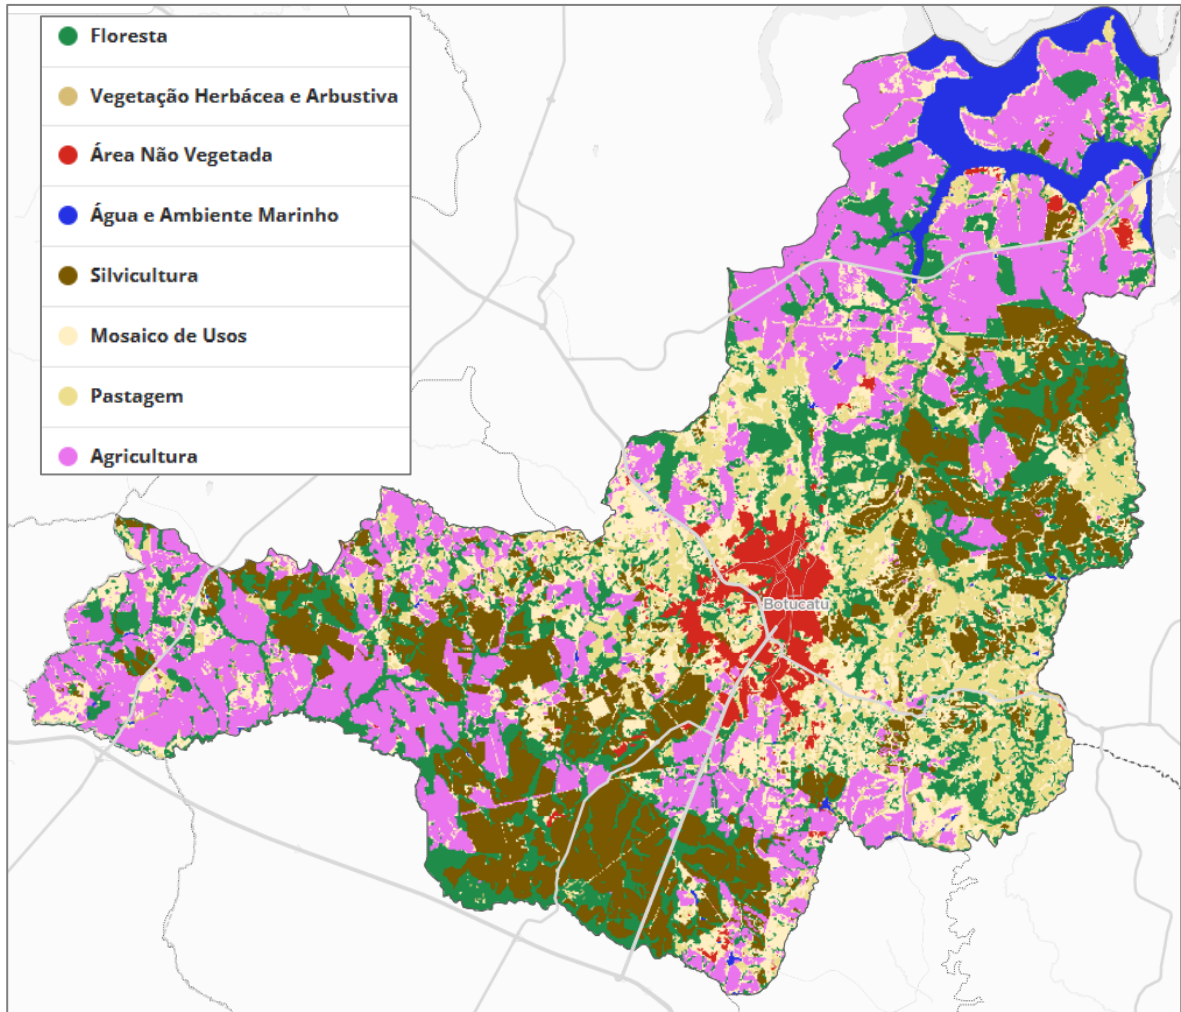 Floresta
Vegetação Herbácea e Arbustiva
Área Não Vegetada
Água e Ambiente Marinho
Silvicultura
Mosaico de Usos
Pastagem
Agricultura
Botucatu